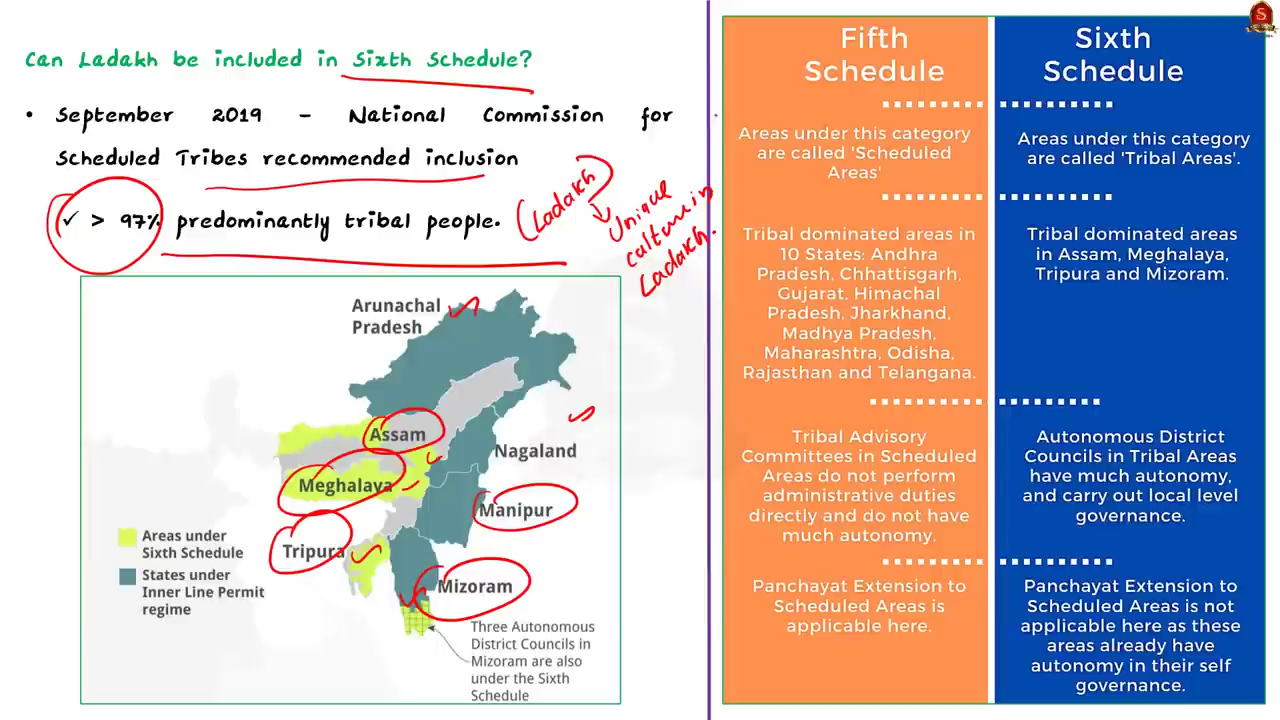 Can Ladakh be included in Sixth Schedule?
• September 2019 – National Commission for
Scheduled Tribes recommended inclusion
✓ > 97% predominantly tribal people.
(Ladakh)
Unique
culture in
Ladakh.
Arunachal
Pradesh
Assam
Nagaland
Meghalaya
Manipur
Tripura
Mizoram
Areas under
Sixth Schedule
States under
Inner Line Permit
regime
Three Autonomous
District Councils in
Mizoram are also
under the Sixth
Schedule
Fifth
Schedule
Areas under this category
are called 'Scheduled
Areas'
Tribal dominated areas in
10 States: Andhra
Pradesh, Chhattisgarh,
Gujarat, Himachal
Pradesh, Jharkhand,
Madhya Pradesh,
Maharashtra, Odisha,
Rajasthan and Telangana.
Tribal Advisory
Committees in Scheduled
Areas do not perform
administrative duties
directly and do not have
much autonomy.
Panchayat Extension to
Scheduled Areas is
applicable here.
Sixth
Schedule
Areas under this category
are called 'Tribal Areas'.
Tribal dominated areas
in Assam, Meghalaya,
Tripura and Mizoram.
Autonomous District
Councils in Tribal Areas
have much autonomy,
and carry out local level
governance.
Panchayat Extension to
Scheduled Areas is not
applicable here as these
areas already have
autonomy in their self
governance.
S